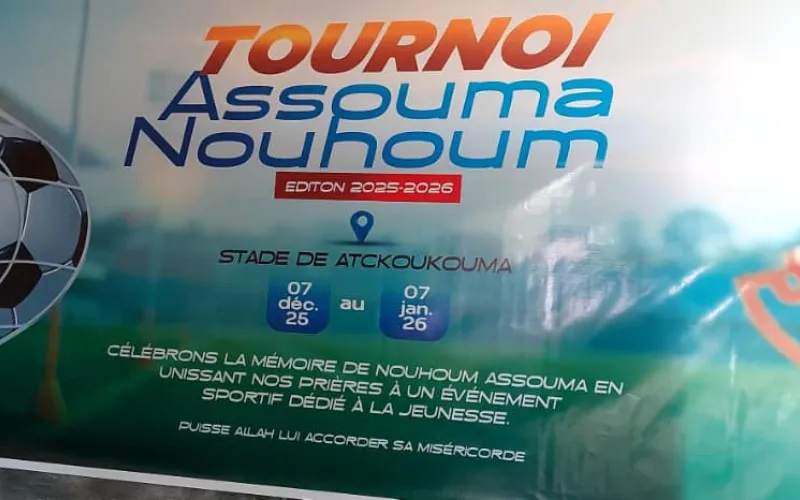 TOURNOI
Assouma
Nouhoum
EDITON 2025-2026
STADE DE ATCKOUKOUMA
07
déc.
25
au
07
jan.
26
CÉLÉBRONS LA MÉMOIRE DE NOUHOUM ASSOUMA EN
UNISSANT NOS PRIÈRES À UN ÉVÉNEMENT
SPORTIF DÉDIÉ À LA JEUNESSE.
PUISSE ALLAH LUI ACCORDER SA MISÉRICORDE